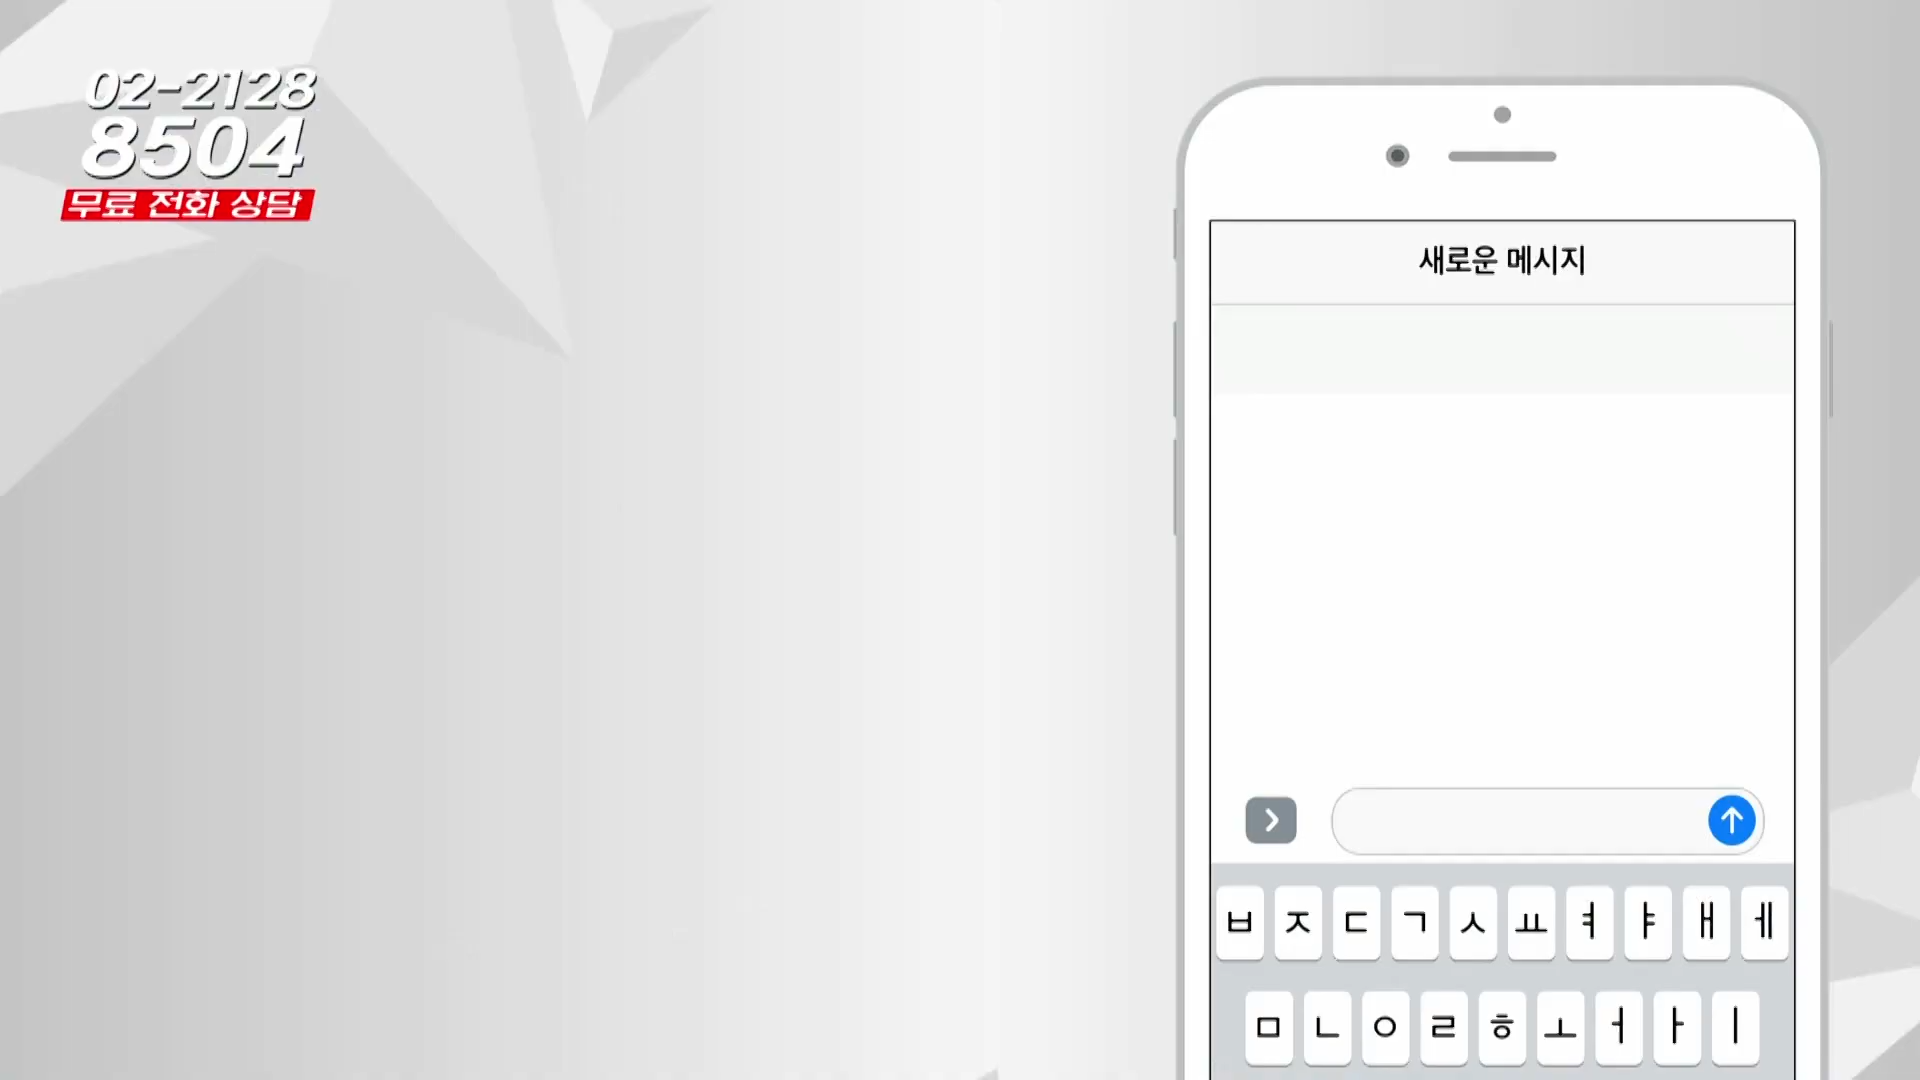 02-2128
8504
무료 전화 상담
새로운 메시지
ㅂ ㅈ ㄷ ㄱ ㅅ ㅛ ㅕ ㅑ ㅐ ㅔ
ㅁ ㄴ ㅇ ㄹ ㅎ ㅗ ㅓ ㅏ ㅣ